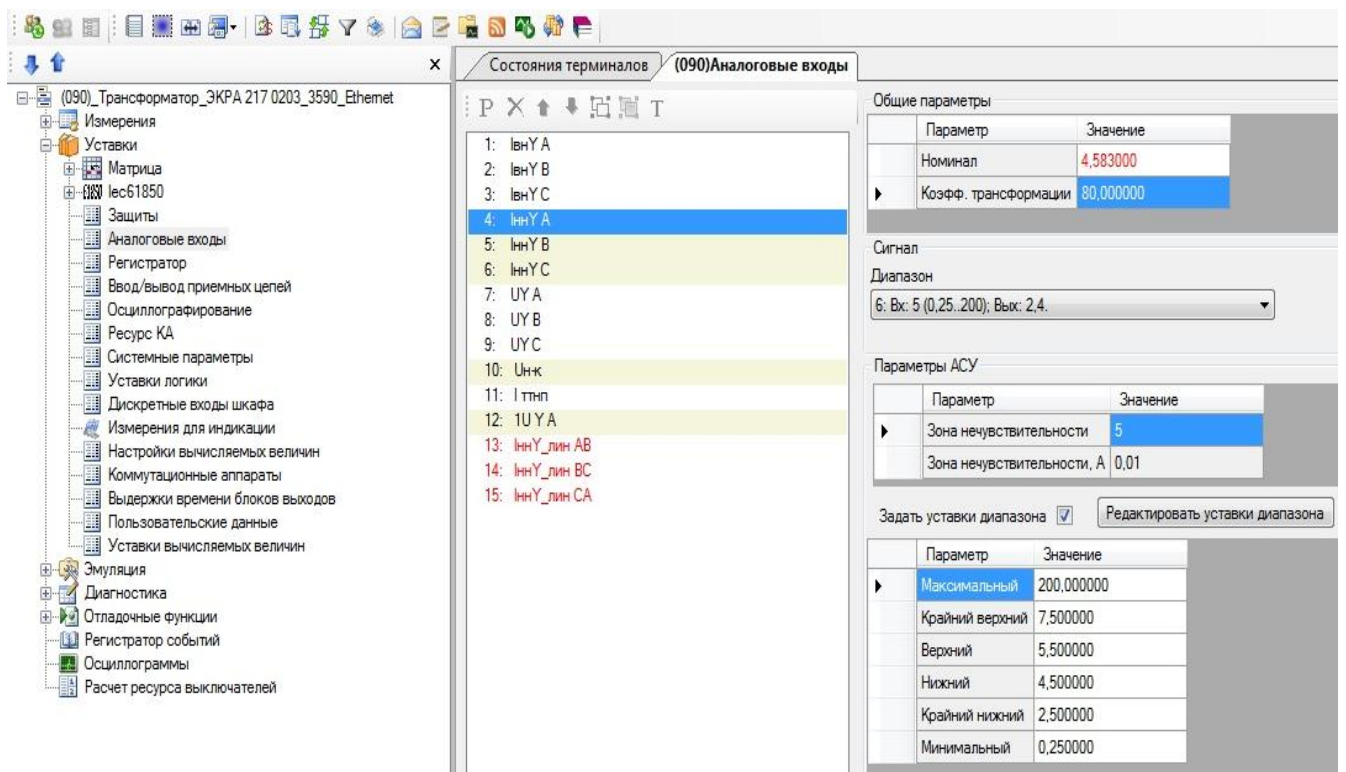 Состояния терминалов
(090)Аналоговые входы
(090)_Трансформатор_ЭКРА 217 0203_3590_Ethernet
Измерения
Уставки
Матрица
Iec61850
Защиты
Аналоговые входы
Регистратор
Ввод/вывод приемных цепей
Осциллографирование
Ресурс КА
Системные параметры
Уставки логики
Дискретные входы шкафа
Измерения для индикации
Настройки вычисляемых величин
Коммутационные аппараты
Выдержки времени блоков выходов
Пользовательские данные
Уставки вычисляемых величин
Эмуляция
Диагностика
Отладочные функции
Регистратор событий
Осциллограммы
Расчет ресурса выключателей
P T
1: IвнY A
2: IвнY B
3: IвнY C
4: IннY A
5: IннY B
6: IннY C
7: UY A
8: UY B
9: UY C
10: Uн-к
11: I ттнп
12: 1U Y A
13: IннY_лин AB
14: IннY_лин BC
15: IннY_лин CA
Общие параметры
Параметр Значение
Номинал 4,583000
Коэфф. трансформации 80,000000
Сигнал
Диапазон
6: Вх: 5 (0,25..200); Вых: 2,4.
Параметры АСУ
Параметр Значение
Зона нечувствительности 5
Зона нечувствительности, А 0,01
Задать уставки диапазона Редактировать уставки диапазона
Параметр Значение
Максимальный 200,000000
Крайний верхний 7,500000
Верхний 5,500000
Нижний 4,500000
Крайний нижний 2,500000
Минимальный 0,250000